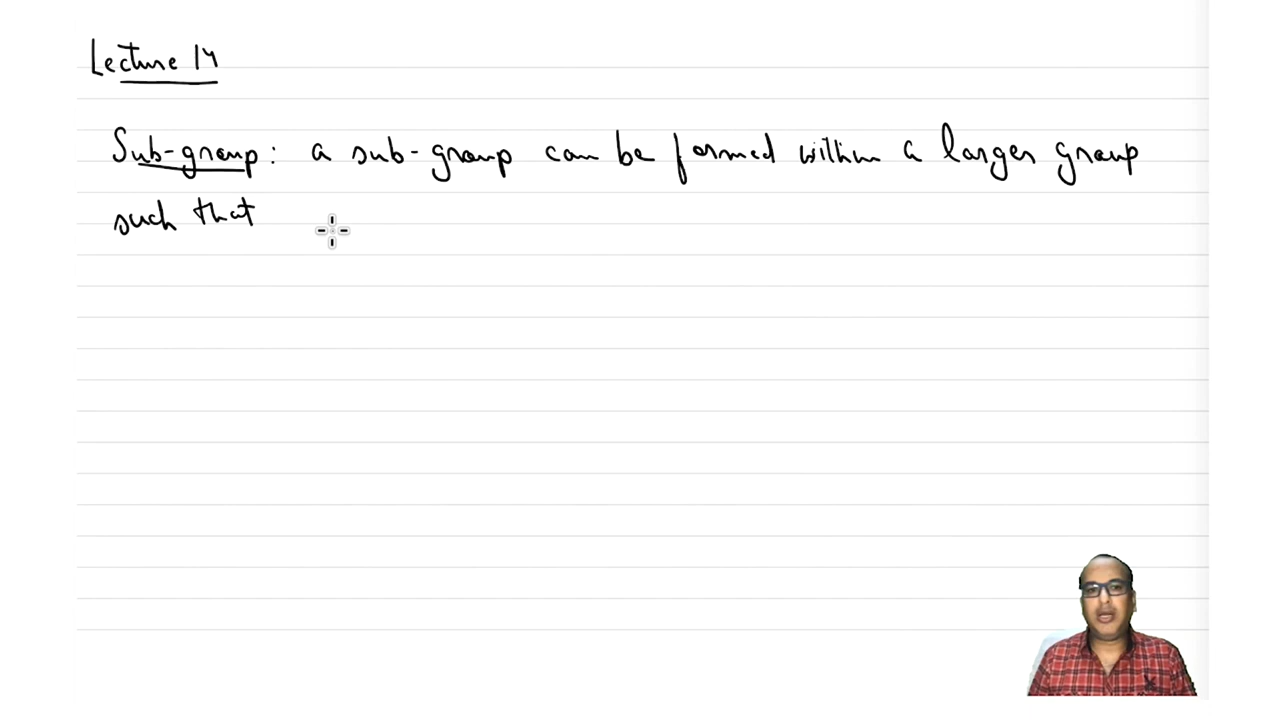 Lecture 14
Sub-group: a sub-group can be formed within a larger group
such that